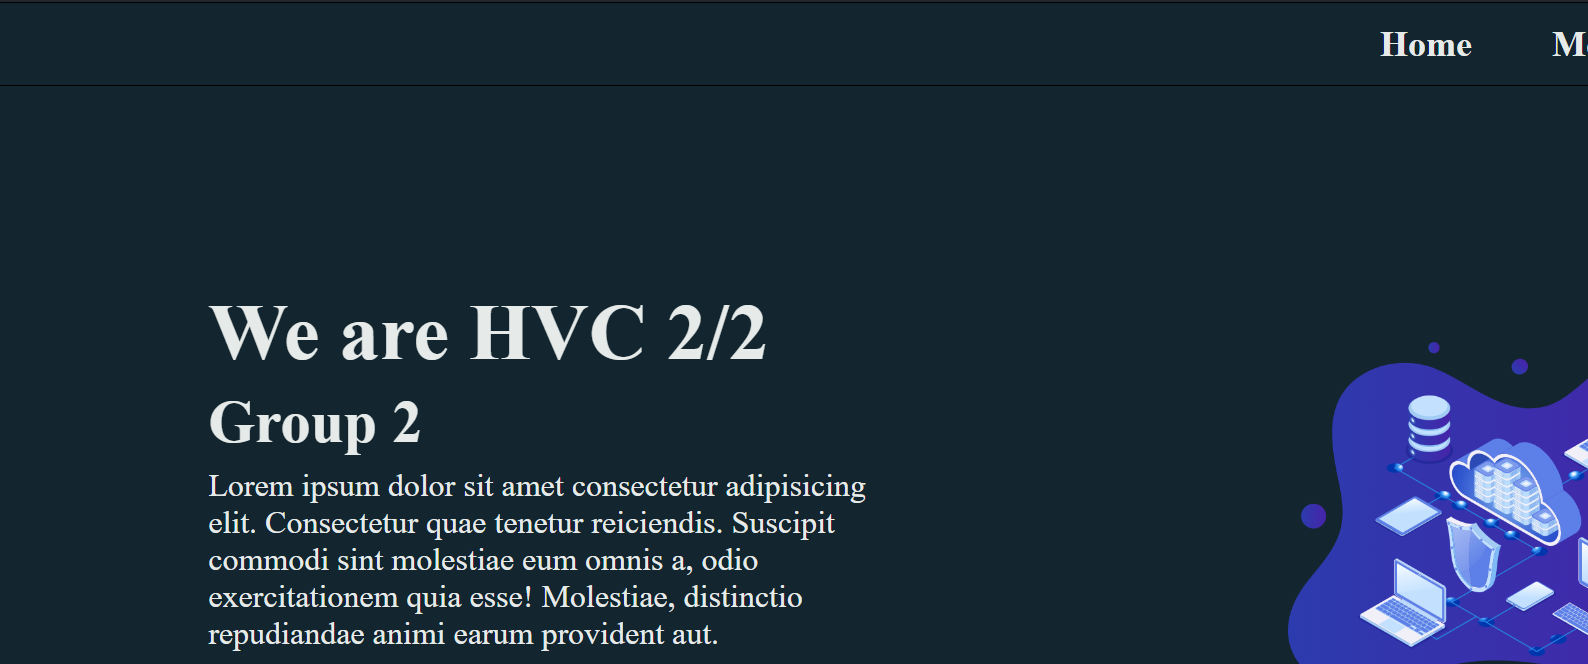 Home
We are HVC 2/2
Group 2
Lorem ipsum dolor sit amet consectetur adipisicing
elit. Consectetur quae tenetur reiciendis. Suscipit
commodi sint molestiae eum omnis a, odio
exercitationem quia esse! Molestiae, distinctio
repudiandae animi earum provident aut.